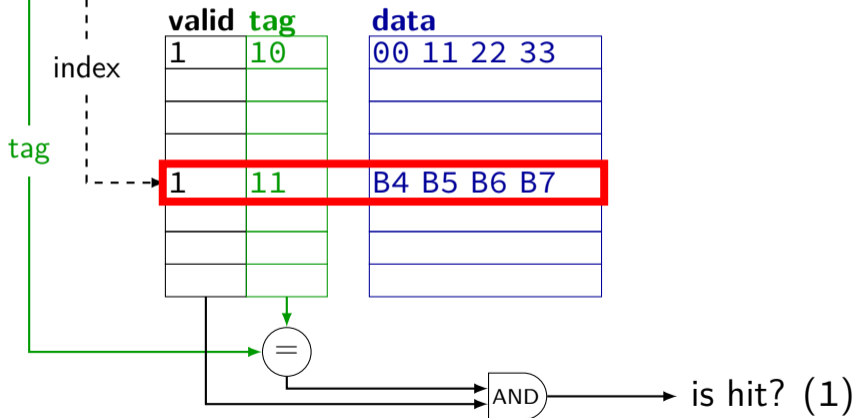 valid tag data
1 10 00 11 22 33
index
tag
1 11 B4 B5 B6 B7
=
AND is hit? (1)